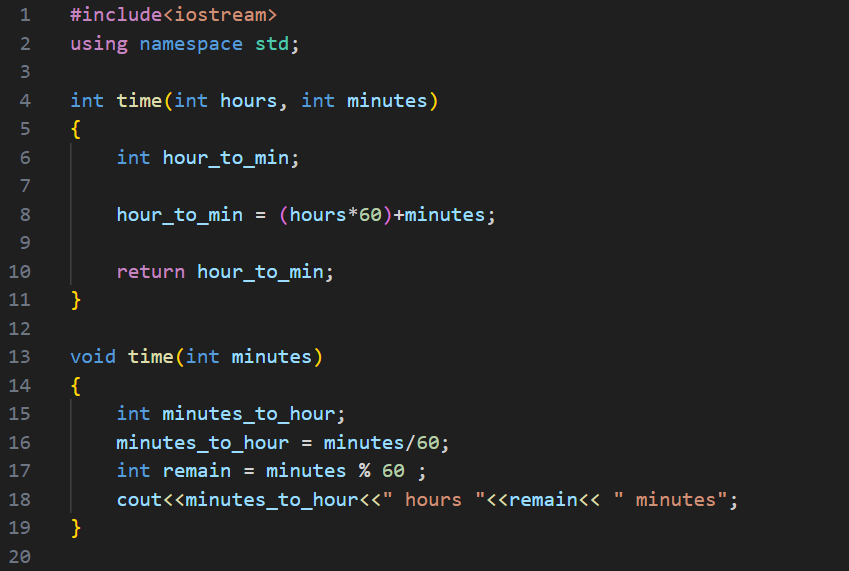 1 #include<iostream>
2 using namespace std;
3
4 int time(int hours, int minutes)
5 {
6     int hour_to_min;
7
8     hour_to_min = (hours*60)+minutes;
9
10     return hour_to_min;
11 }
12
13 void time(int minutes)
14 {
15     int minutes_to_hour;
16     minutes_to_hour = minutes/60;
17     int remain = minutes % 60 ;
18     cout<<minutes_to_hour<<" hours "<<remain<< " minutes";
19 }
20